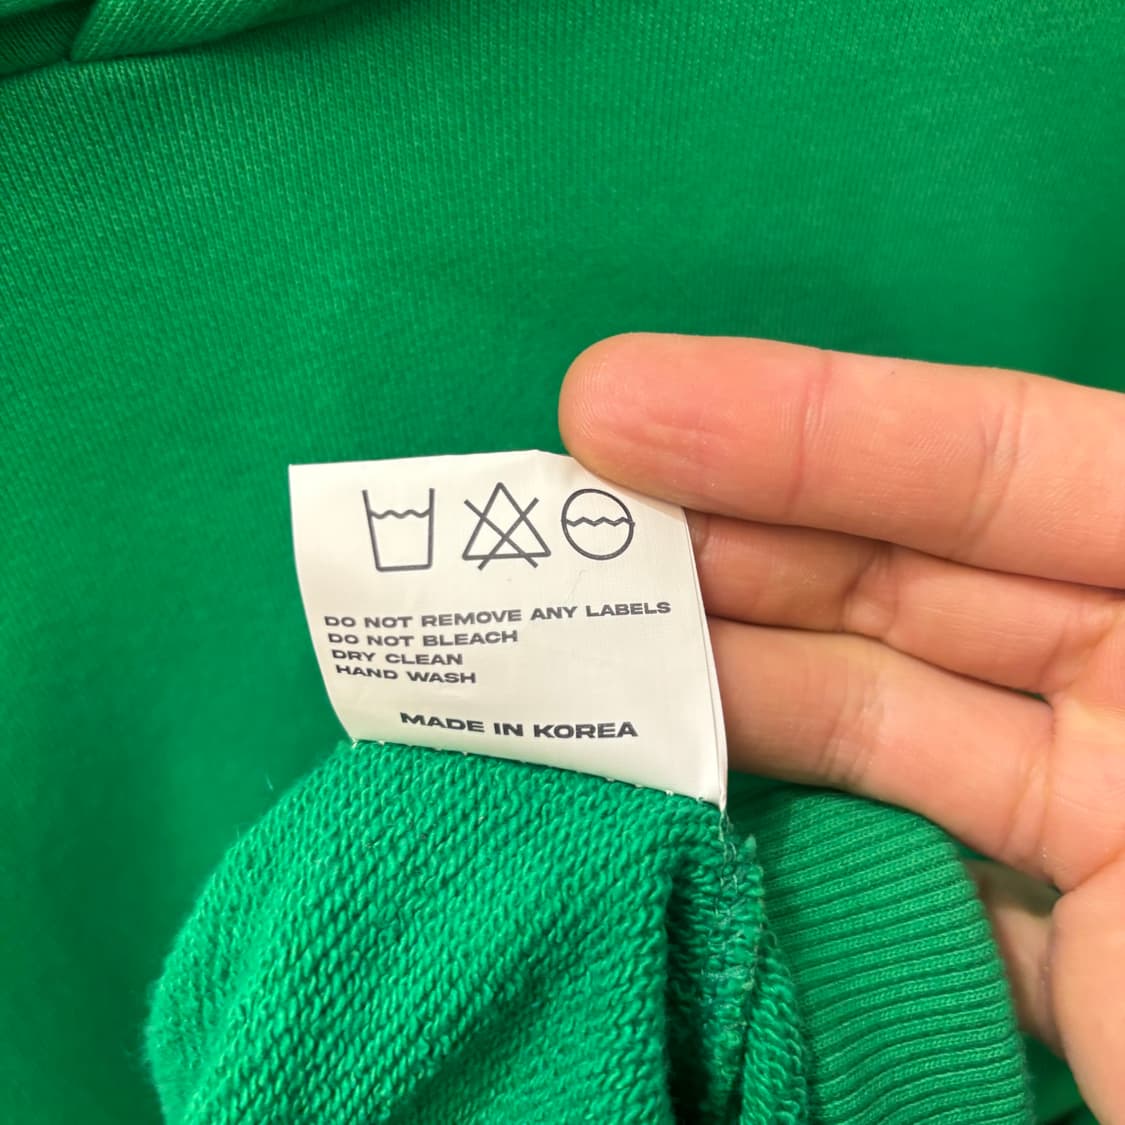 DO NOT REMOVE ANY LABELS
DO NOT BLEACH
DRY CLEAN
HAND WASH
MADE IN KOREA